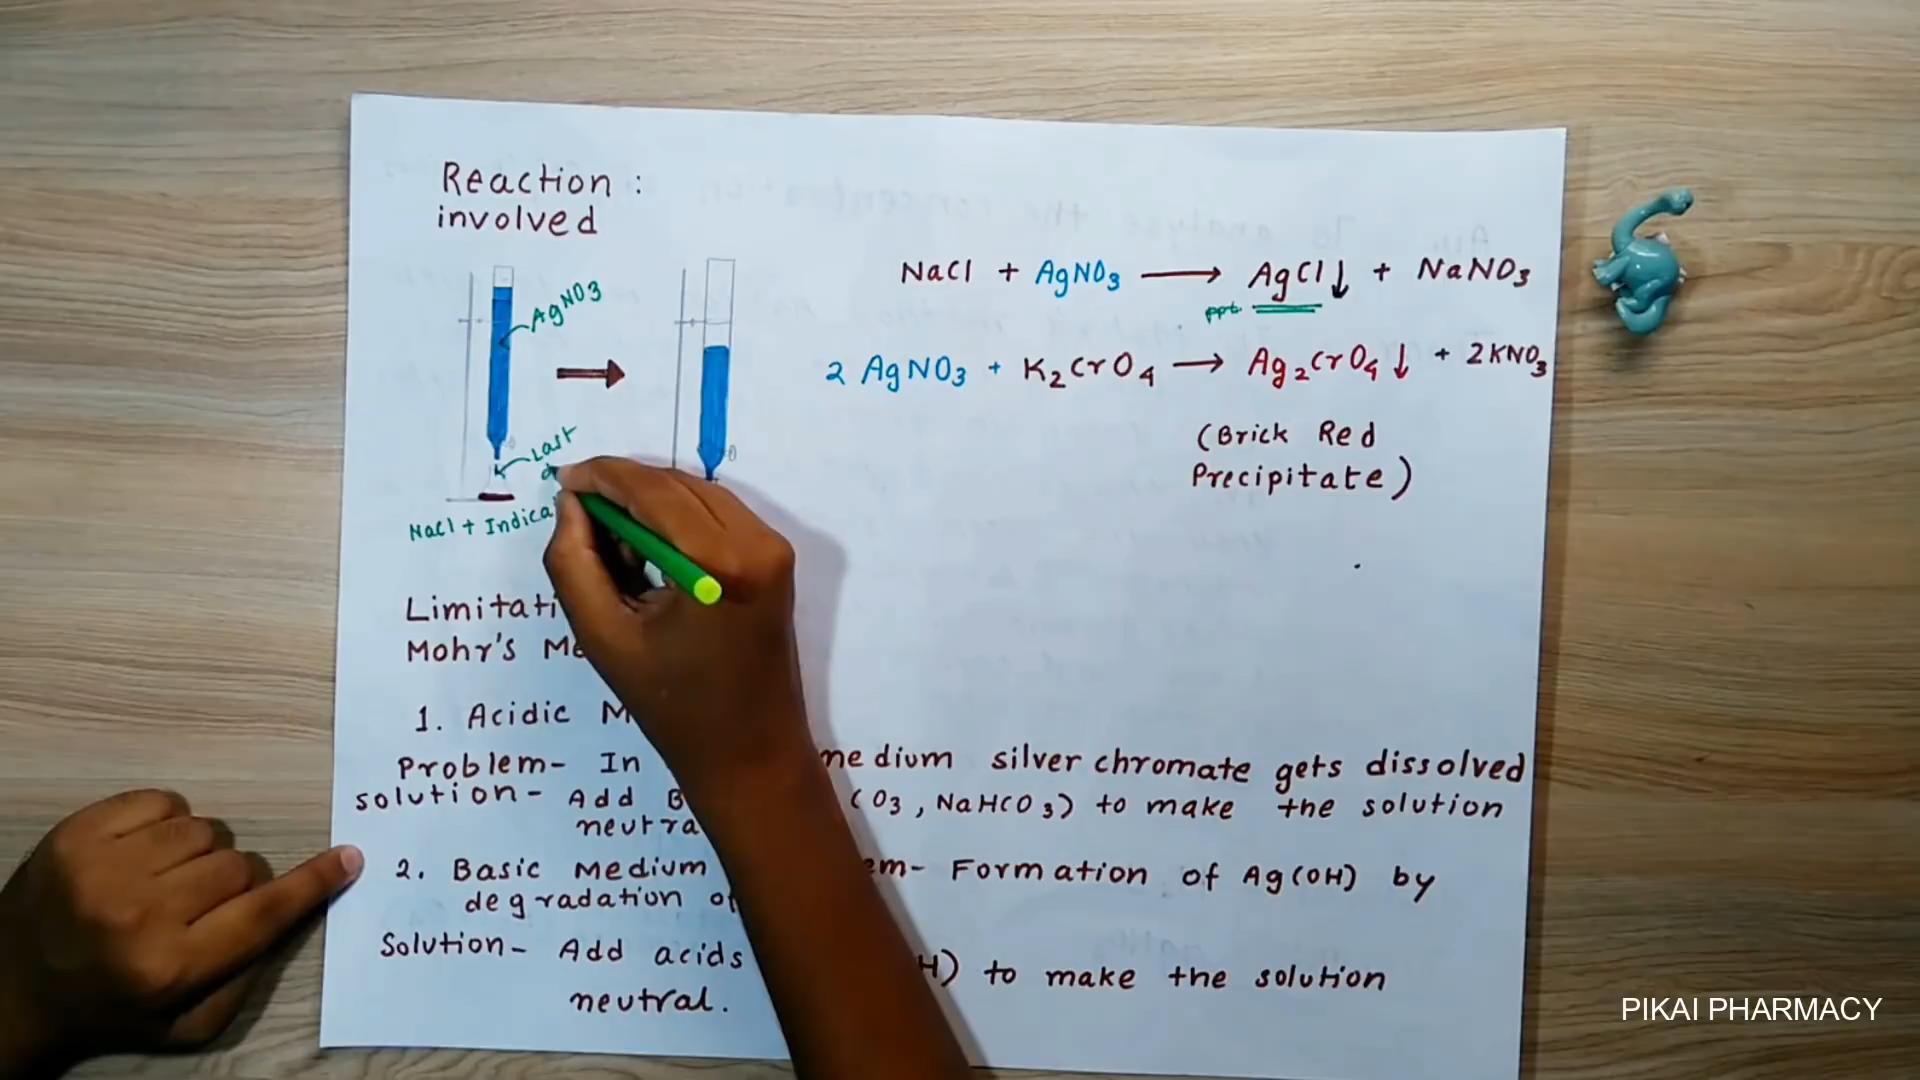 Reaction :
involved
NaCl + AgNO3 → AgCl↓ + NaNO3
ppt.
AgNO3
2 AgNO3 + K2CrO4 → Ag2CrO4↓ + 2KNO3
(Brick Red
Precipitate)
Last
NaCl + Indica
Limitati
Mohr's Me
1. Acidic M
Problem- In medium silver chromate gets dissolved
solution- Add B CO3, NaHCO3) to make the solution
neutra
2. Basic medium em- Formation of Ag(OH) by
degradation of
Solution- Add acids H) to make the solution
neutral.
PIKAI PHARMACY